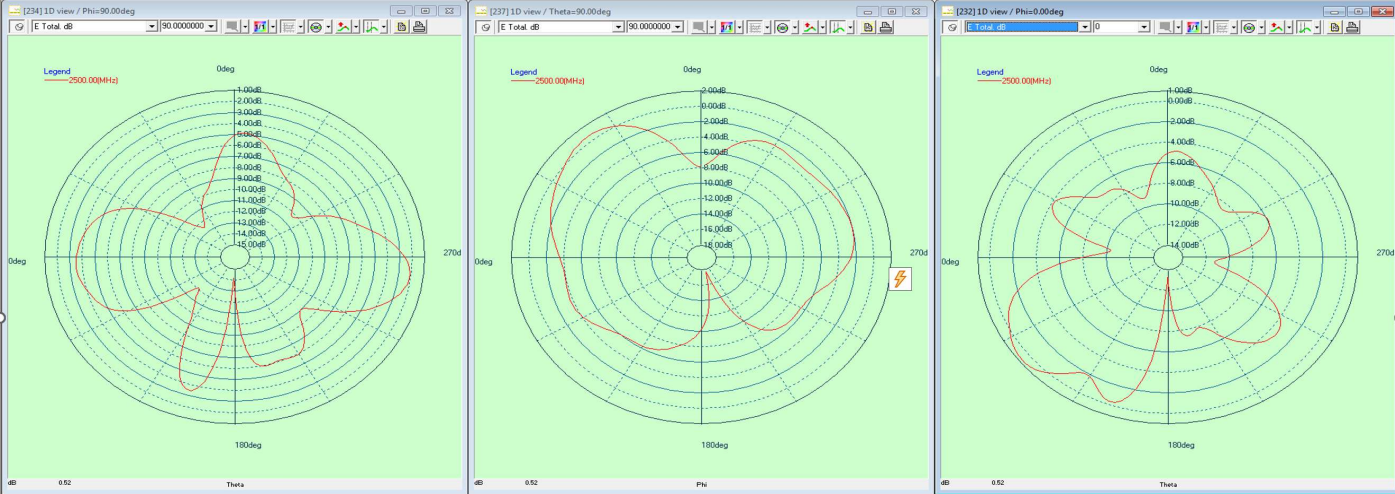 [234] 1D view / Phi=90.00deg
E Total. dB
90.0000000
Legend
2500.00(MHz)
0deg
1.00dB
2.00dB
3.00dB
4.00dB
5.00dB
6.00dB
7.00dB
8.00dB
9.00dB
10.00dB
11.00dB
12.00dB
13.00dB
14.00dB
15.00dB
0deg
270d
180deg
dB
0.52
Theta
[237] 1D view / Theta=90.00deg
E Total. dB
90.0000000
Legend
2500.00(MHz)
0deg
2.00dB
0.00dB
2.00dB
4.00dB
6.00dB
8.00dB
10.00dB
12.00dB
14.00dB
16.00dB
18.00dB
0deg
270d
180deg
dB
0.52
Phi
[232] 1D view / Phi=0.00deg
E Total. dB
0
Legend
2500.00(MHz)
0deg
1.00dB
0.00dB
2.00dB
4.00dB
6.00dB
8.00dB
10.00dB
12.00dB
14.00dB
0deg
270d
180deg
dB
0.52
Theta